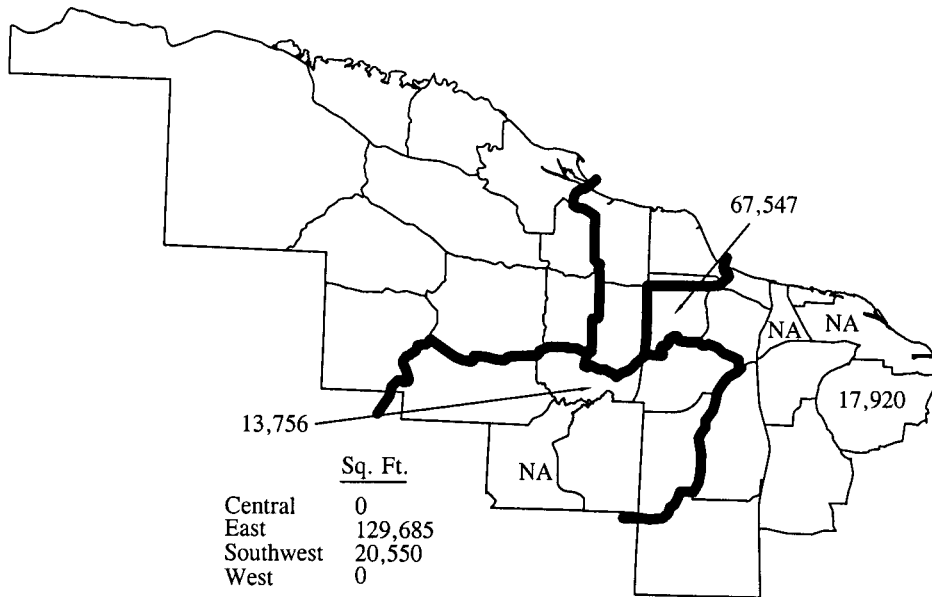 67,547
NA
NA
17,920
13,756
NA
Sq. Ft.
Central 0
East 129,685
Southwest 20,550
West 0